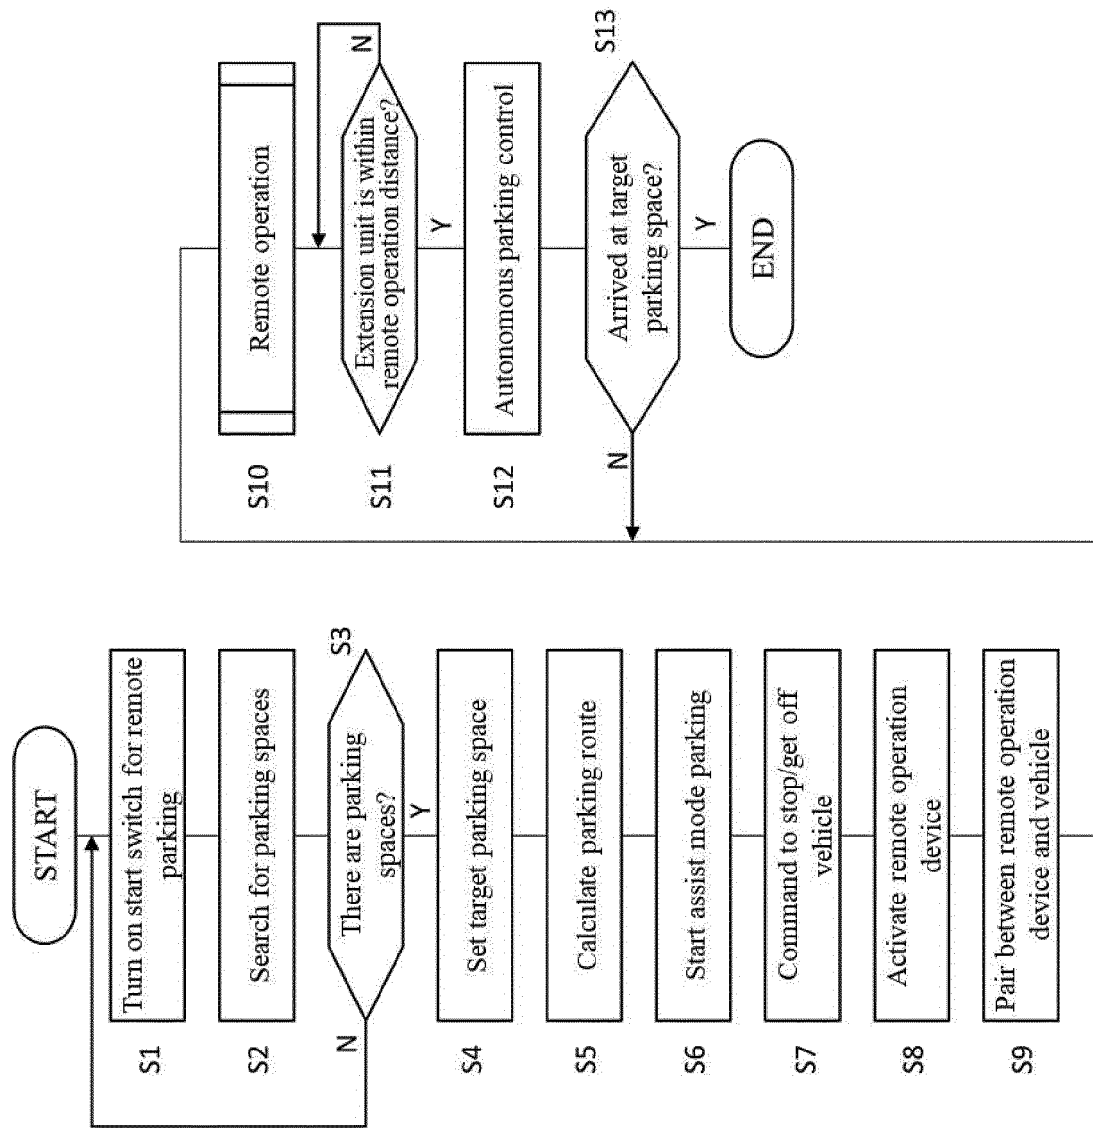 START
S1
Turn on start switch for remote
parking
S2
Search for parking spaces
S3
There are parking
spaces?
N
Y
S4
Set target parking space
S5
Calculate parking route
S6
Start assist mode parking
S7
Command to stop/get off
vehicle
S8
Activate remote operation
device
S9
Pair between remote operation
device and vehicle
S10
Remote operation
S11
Extension unit is within
remote operation distance?
N
Y
S12
Autonomous parking control
S13
Arrived at target
parking space?
N
Y
END